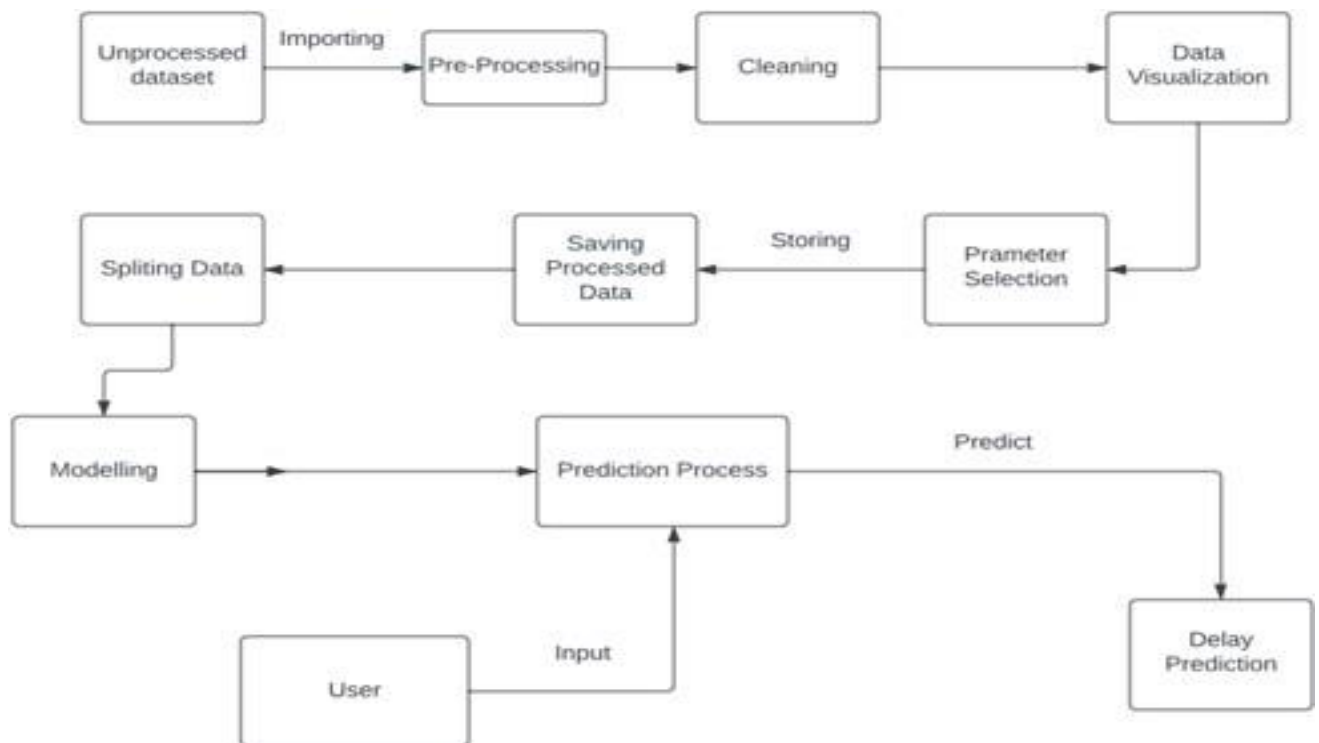 Unprocessed
dataset
Importing
Pre-Processing
Cleaning
Data
Visualization
Spliting Data
Saving
Processed
Data
Storing
Prameter
Selection
Modelling
Prediction Process
Predict
User
Input
Delay
Prediction